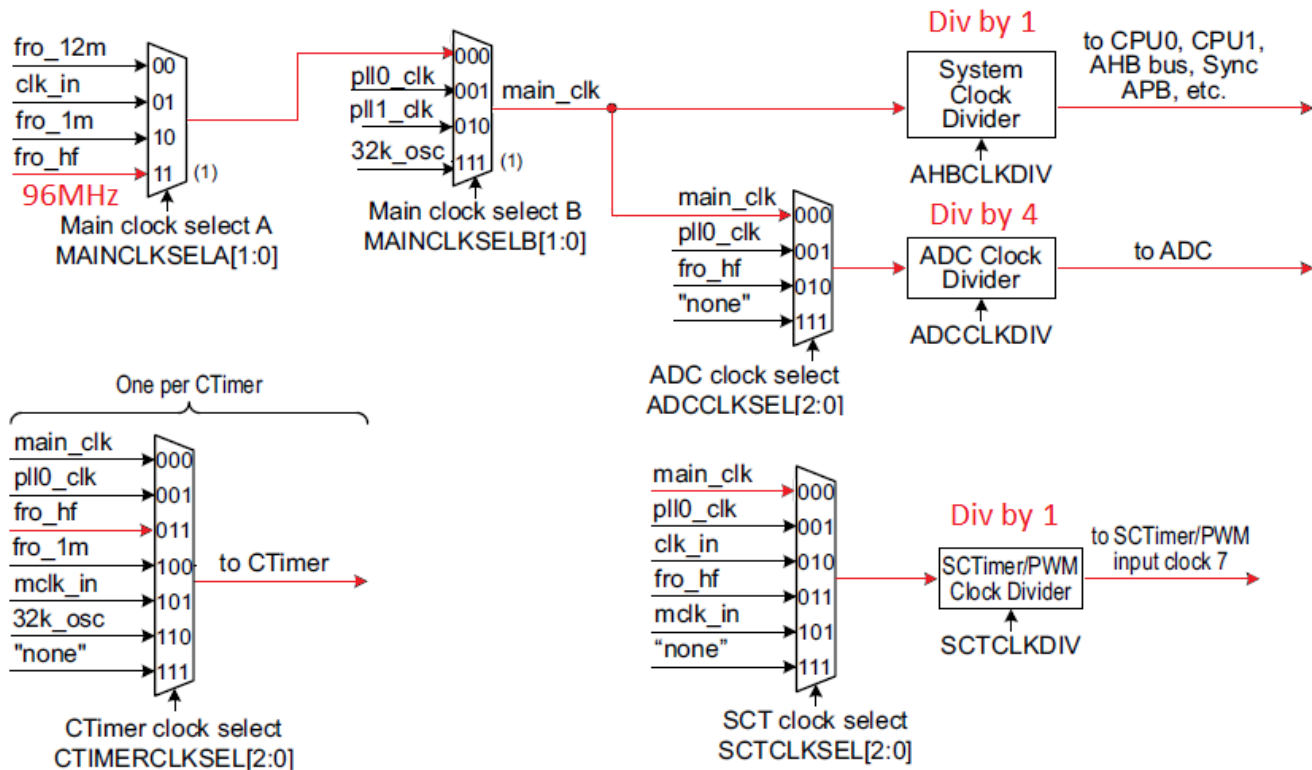 fro_12m
clk_in
fro_1m
fro_hf
96MHz
00
01
10
11
(1)
Main clock select A
MAINCLKSELA[1:0]
pll0_clk
pll1_clk
32k_osc
000
001
010
111
(1)
Main clock select B
MAINCLKSELB[1:0]
main_clk
Div by 1
System
Clock
Divider
AHBCLKDIV
to CPU0, CPU1,
AHB bus, Sync
APB, etc.
main_clk
pll0_clk
fro_hf
"none"
000
001
010
111
ADC clock select
ADCCLKSEL[2:0]
Div by 4
ADC Clock
Divider
ADCCLKDIV
to ADC
One per CTimer
main_clk
pll0_clk
fro_hf
fro_1m
mclk_in
32k_osc
"none"
000
001
011
100
101
110
111
to CTimer
CTimer clock select
CTIMERCLKSEL[2:0]
main_clk
pll0_clk
clk_in
fro_hf
mclk_in
“none”
000
001
010
011
101
111
SCT clock select
SCTCLKSEL[2:0]
Div by 1
SCTimer/PWM
Clock Divider
SCTCLKDIV
to SCTimer/PWM
input clock 7